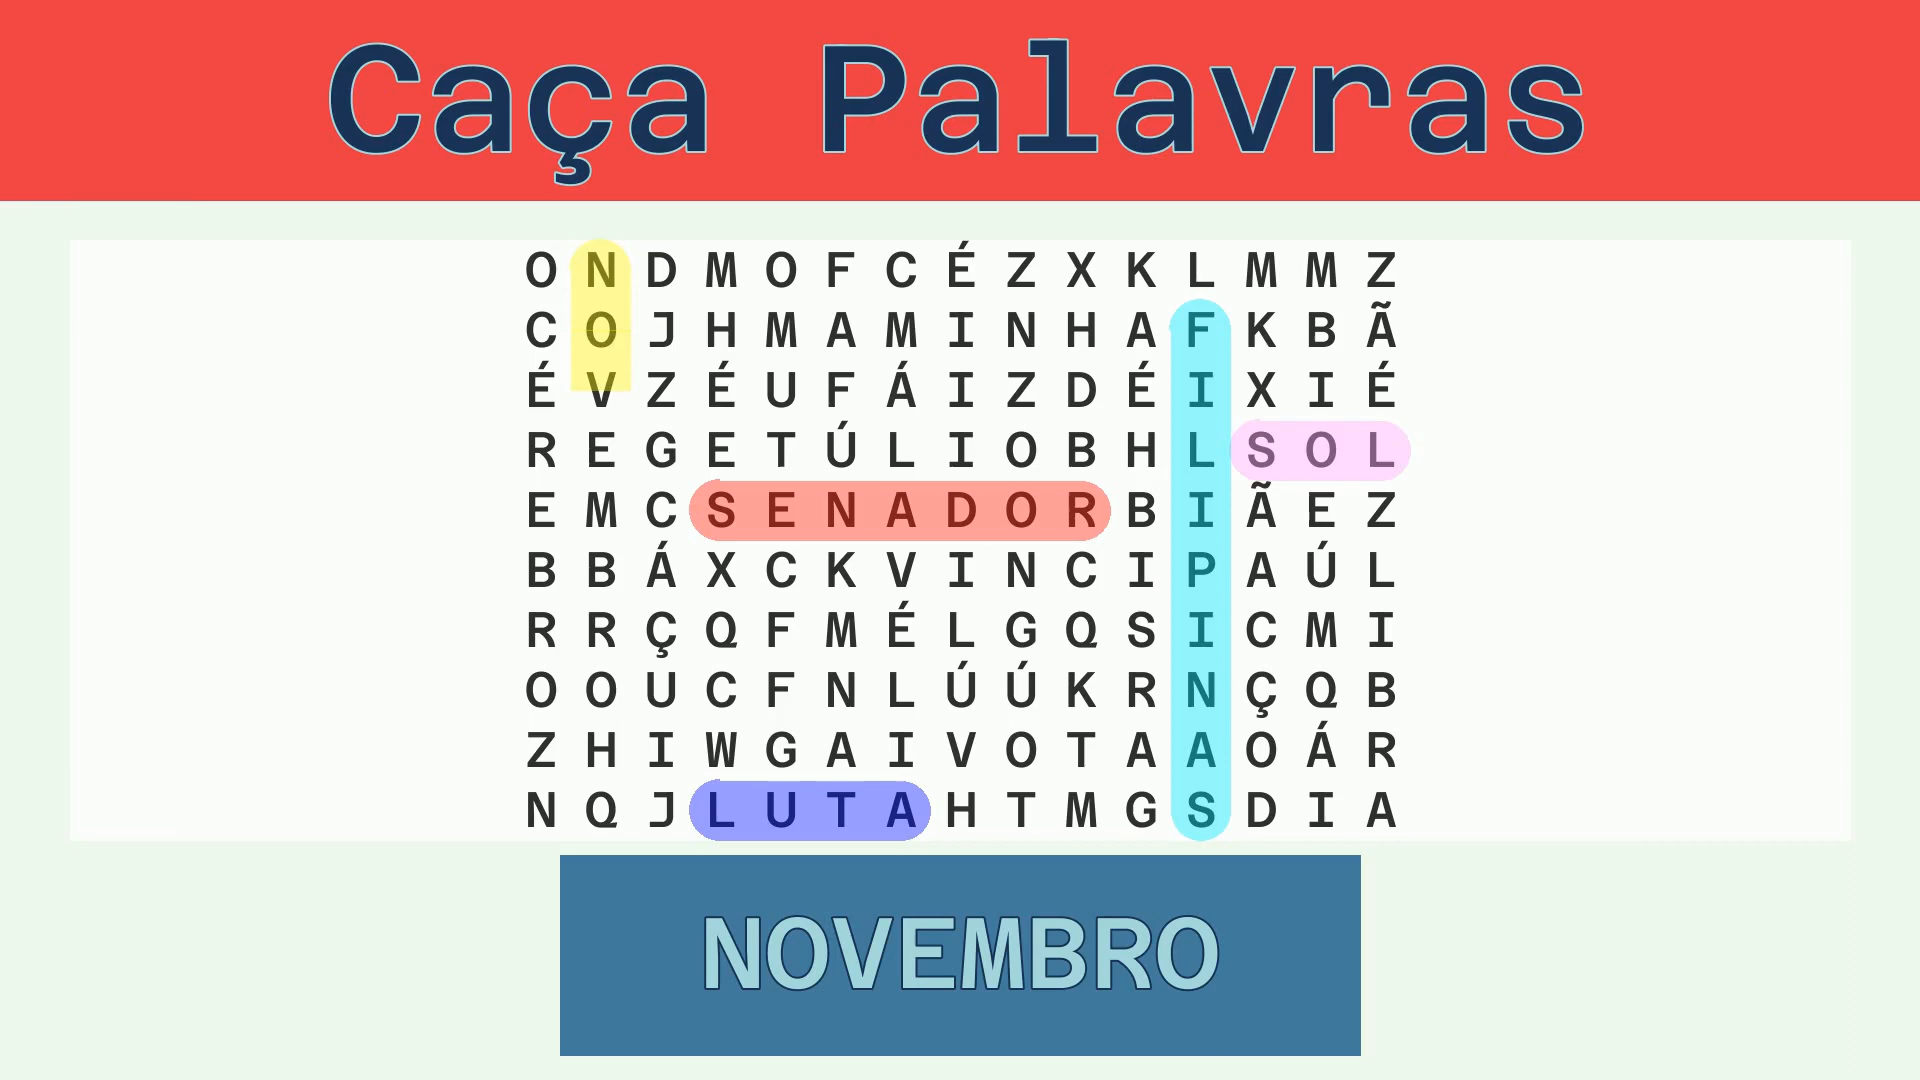 Caça Palavras
O N D M O F C É Z X K L M M Z
C O J H M A M I N H A F K B Ã
É V Z É U F Á I Z D É I X I É
R E G E T Ú L I O B H L S O L
E M C S E N A D O R B I Ã E Z
B B Á X C K V I N C I P A Ú L
R R Ç Q F M É L G Q S I C M I
O O U C F N L Ú Ú K R N Ç Q B
Z H I W G A I V O T A A O Á R
N Q J L U T A H T M G S D I A
NOVEMBRO